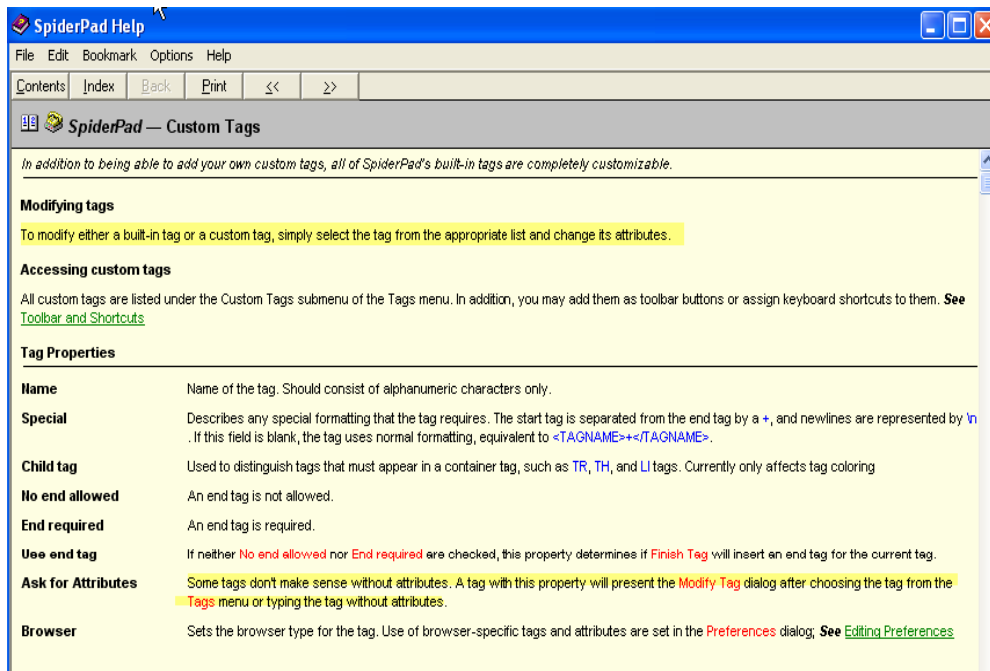 SpiderPad Help
File Edit Bookmark Options Help
Contents Index Back Print << >>
SpiderPad — Custom Tags
In addition to being able to add your own custom tags, all of SpiderPad's built-in tags are completely customizable.
Modifying tags
To modify either a built-in tag or a custom tag, simply select the tag from the appropriate list and change its attributes.
Accessing custom tags
All custom tags are listed under the Custom Tags submenu of the Tags menu. In addition, you may add them as toolbar buttons or assign keyboard shortcuts to them. See
Toolbar and Shortcuts
Tag Properties
Name Name of the tag. Should consist of alphanumeric characters only.
Special Describes any special formatting that the tag requires. The start tag is separated from the end tag by a +, and newlines are represented by \n
. If this field is blank, the tag uses normal formatting, equivalent to <TAGNAME>+</TAGNAME>.
Child tag Used to distinguish tags that must appear in a container tag, such as TR, TH, and LI tags. Currently only affects tag coloring
No end allowed An end tag is not allowed.
End required An end tag is required.
Use end tag If neither No end allowed nor End required are checked, this property determines if Finish Tag will insert an end tag for the current tag.
Ask for Attributes Some tags don't make sense without attributes. A tag with this property will present the Modify Tag dialog after choosing the tag from the
Tags menu or typing the tag without attributes.
Browser Sets the browser type for the tag. Use of browser-specific tags and attributes are set in the Preferences dialog; See Editing Preferences